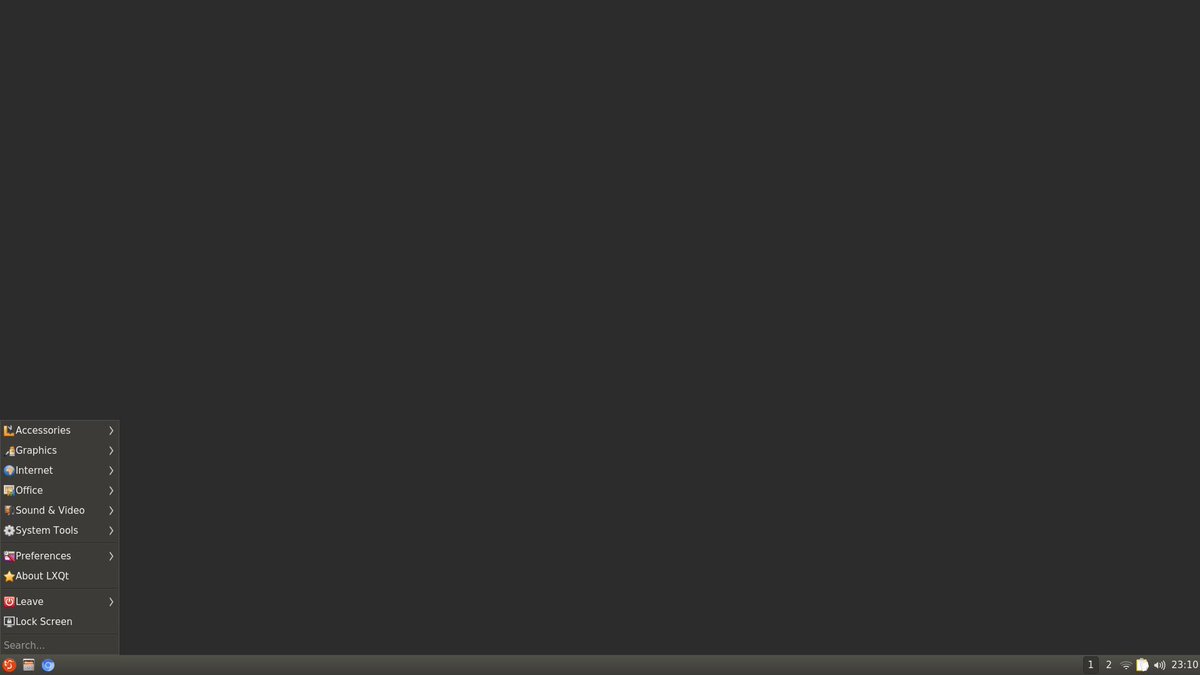 Accessories
Graphics
Internet
Office
Sound & Video
System Tools
Preferences
About LXQt
Leave
Lock Screen
Search...
1 2 23:10